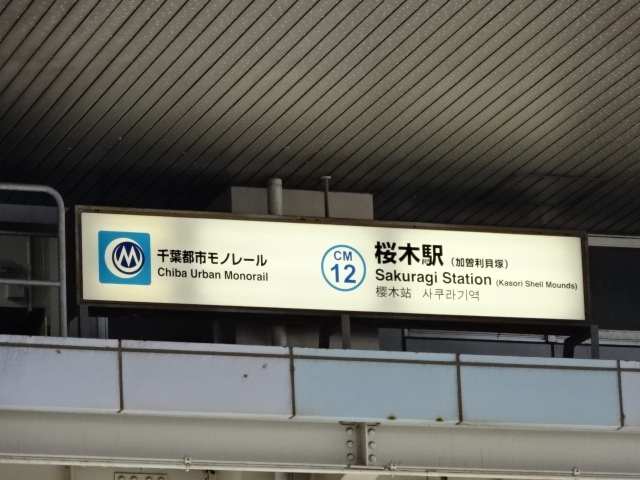 千葉都市モノレール
Chiba Urban Monorail
CM
12
桜木駅（加曽利貝塚）
Sakuragi Station (Kasori Shell Mounds)
樱木站 사쿠라기역